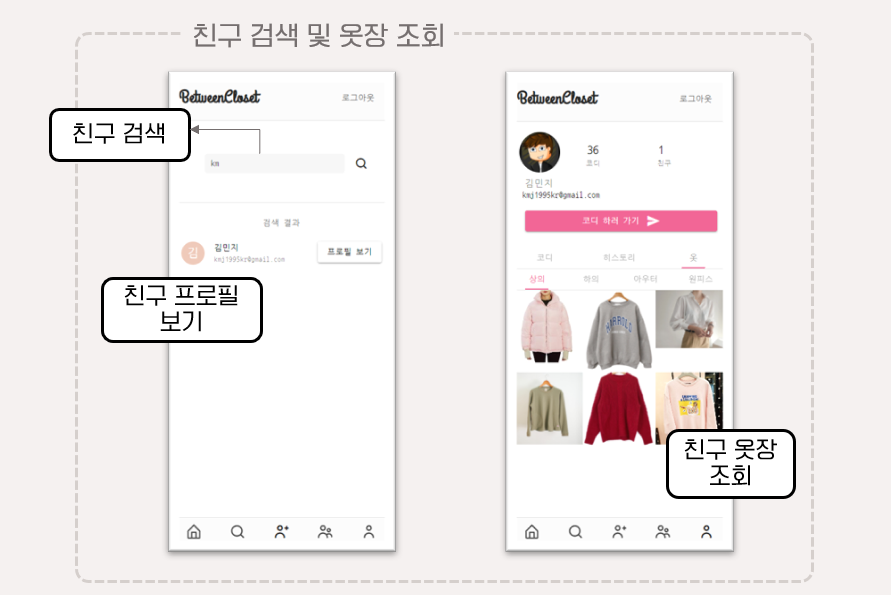 친구 검색 및 옷장 조회
BetweenCloset
로그아웃
친구 검색
km
검색 결과
김
김민지
kmj1995kr@gmail.com
프로필 보기
친구 프로필
보기
BetweenCloset
로그아웃
36
1
코디
친구
김민지
kmj1995kr@gmail.com
코디 하러 가기
코디
히스토리
옷
상의
하의
아우터
원피스
HARROLD
친구 옷장
조회